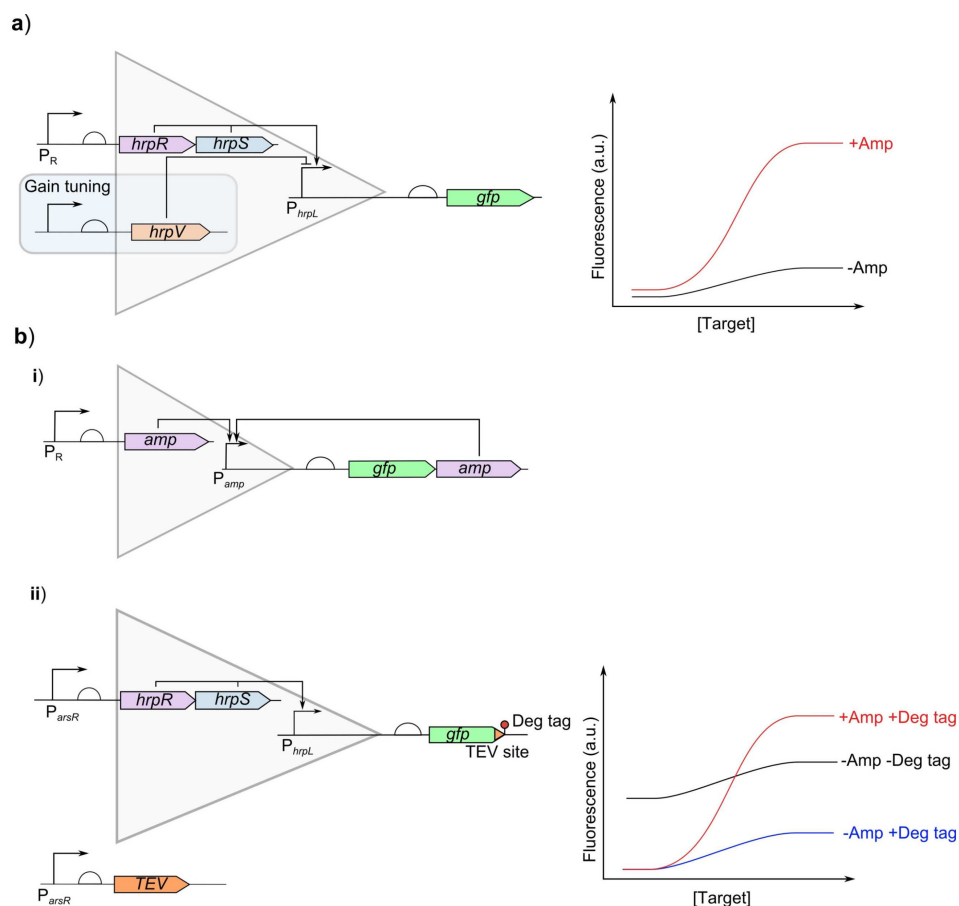 a)
P_R
hrpR
hrpS
Gain tuning
hrpV
P_hrpL
gfp
Fluorescence (a.u.)
+Amp
-Amp
[Target]
b)
i)
P_R
amp
P_amp
gfp
amp
ii)
P_arsR
hrpR
hrpS
P_hrpL
gfp
Deg tag
TEV site
P_arsR
TEV
Fluorescence (a.u.)
+Amp +Deg tag
-Amp -Deg tag
-Amp +Deg tag
[Target]